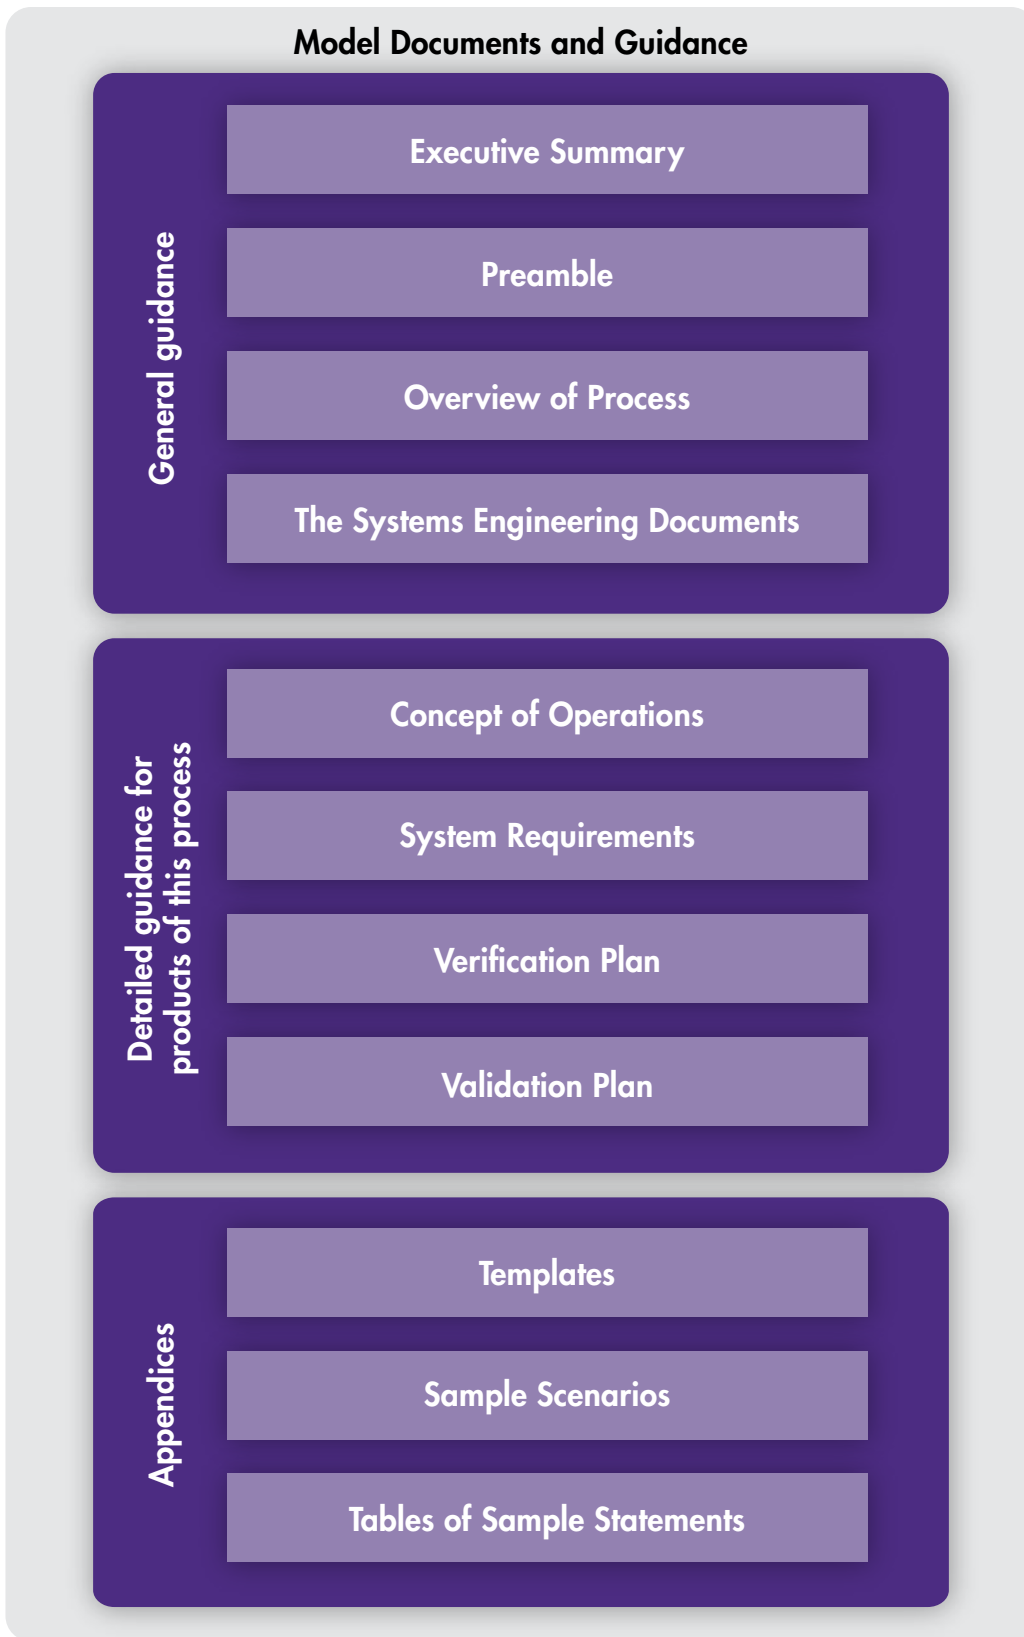 Model Documents and Guidance
General guidance
Executive Summary
Preamble
Overview of Process
The Systems Engineering Documents
Detailed guidance for
products of this process
Concept of Operations
System Requirements
Verification Plan
Validation Plan
Appendices
Templates
Sample Scenarios
Tables of Sample Statements